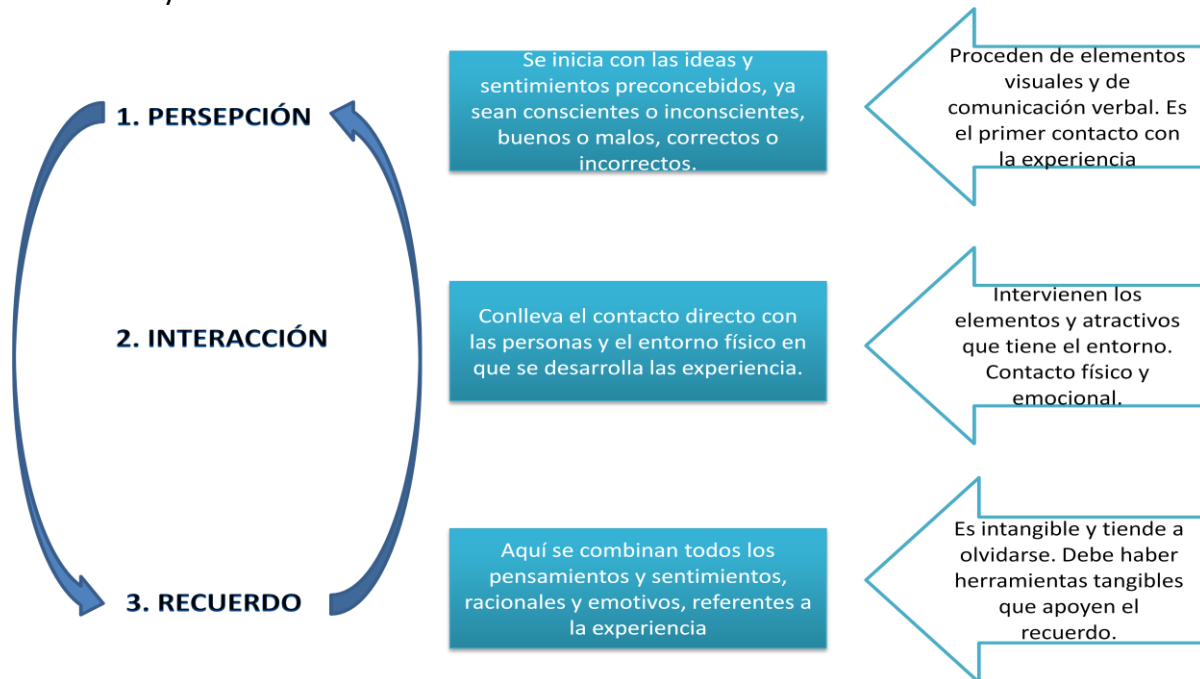 1. PERSEPCIÓN
Se inicia con las ideas y
sentimientos preconcebidos, ya
sean conscientes o inconscientes,
buenos o malos, correctos o
incorrectos.
Proceden de elementos
visuales y de
comunicación verbal. Es
el primer contacto con
la experiencia
2. INTERACCIÓN
Conlleva el contacto directo con
las personas y el entorno físico en
que se desarrolla las experiencia.
Intervienen los
elementos y atractivos
que tiene el entorno.
Contacto físico y
emocional.
3. RECUERDO
Aquí se combinan todos los
pensamientos y sentimientos,
racionales y emotivos, referentes a
la experiencia
Es intangible y tiende a
olvidarse. Debe haber
herramientas tangibles
que apoyen el
recuerdo.